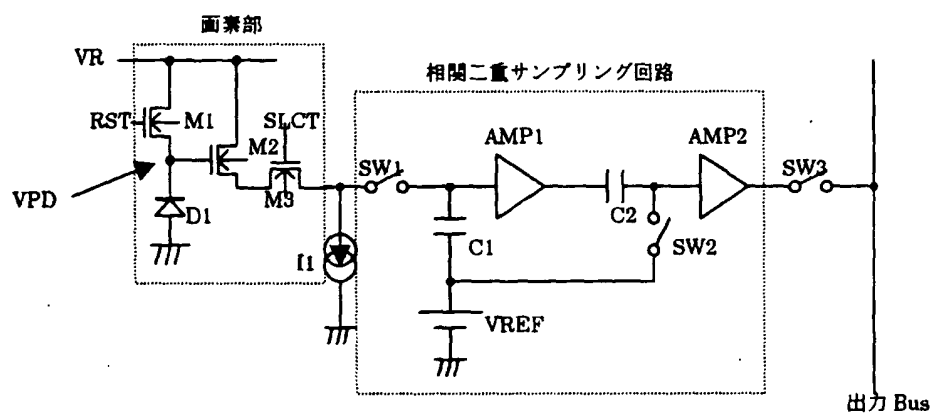 画素部
VR
相関二重サンプリング回路
RST
M1
SLCT
AMP1
AMP2
M2
SW1
SW3
VPD
M3
D1
C2
I1
C1
SW2
VREF
出力 Bus